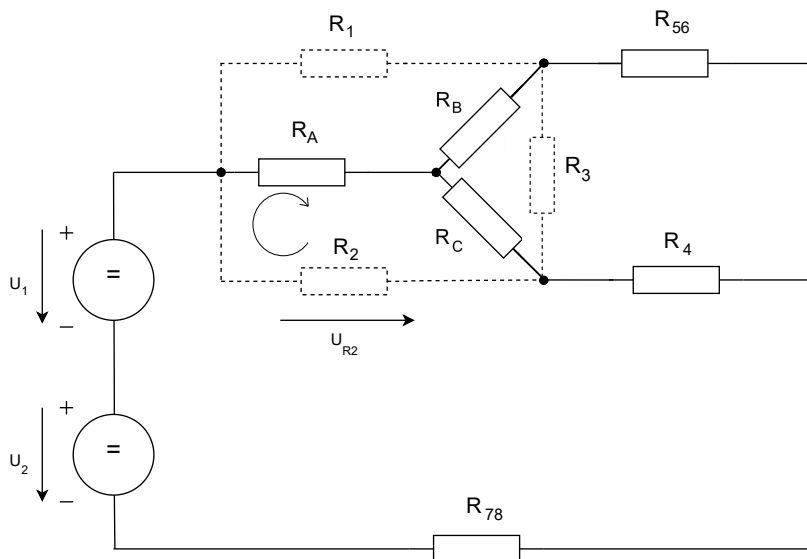 R1
R56
RB
RA
R3
R2
RC
R4
+
=
U1
−
UR2
+
=
U2
−
R78